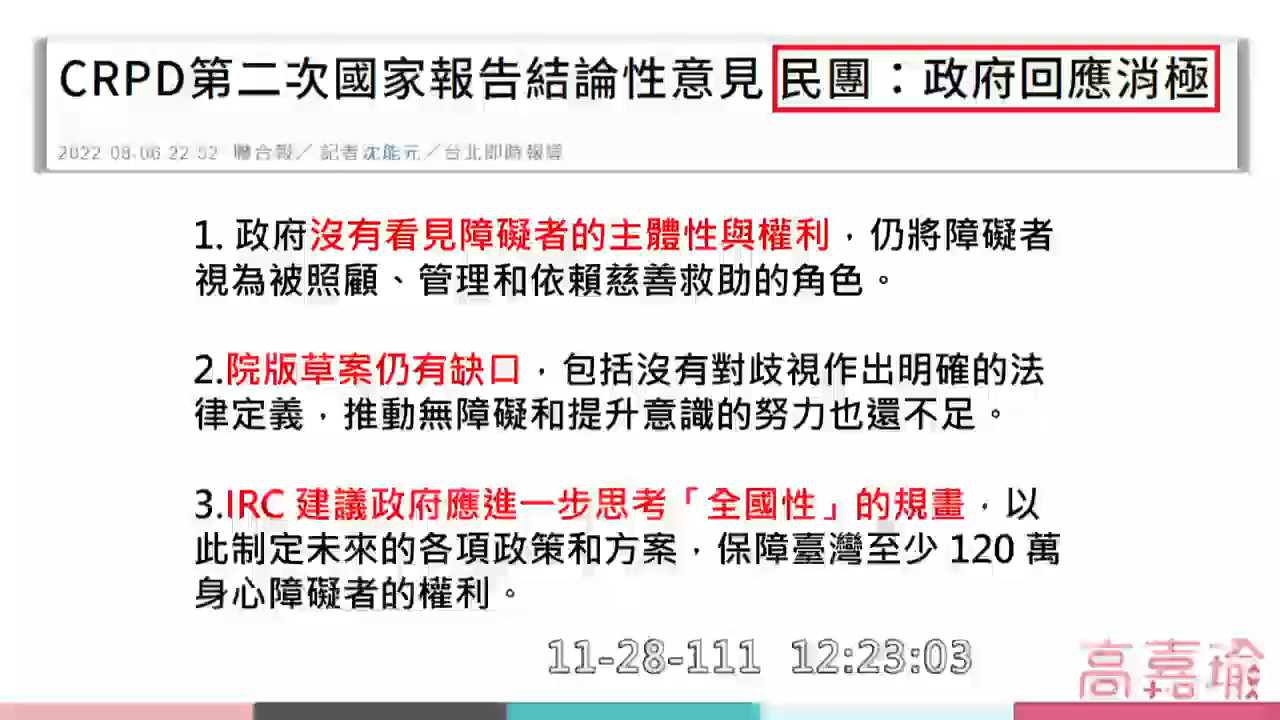 CRPD第二次國家報告結論性意見 民團：政府回應消極
2022-08-06 22:52 聯合報／ 記者沈能元／台北即時報導
1. 政府沒有看見障礙者的主體性與權利，仍將障礙者
視為被照顧、管理和依賴慈善救助的角色。
2.院版草案仍有缺口，包括沒有對歧視作出明確的法
律定義，推動無障礙和提升意識的努力也還不足。
3.IRC 建議政府應進一步思考「全國性」的規畫，以
此制定未來的各項政策和方案，保障臺灣至少 120 萬
身心障礙者的權利。
11-28-111 12:23:03
高嘉瑜